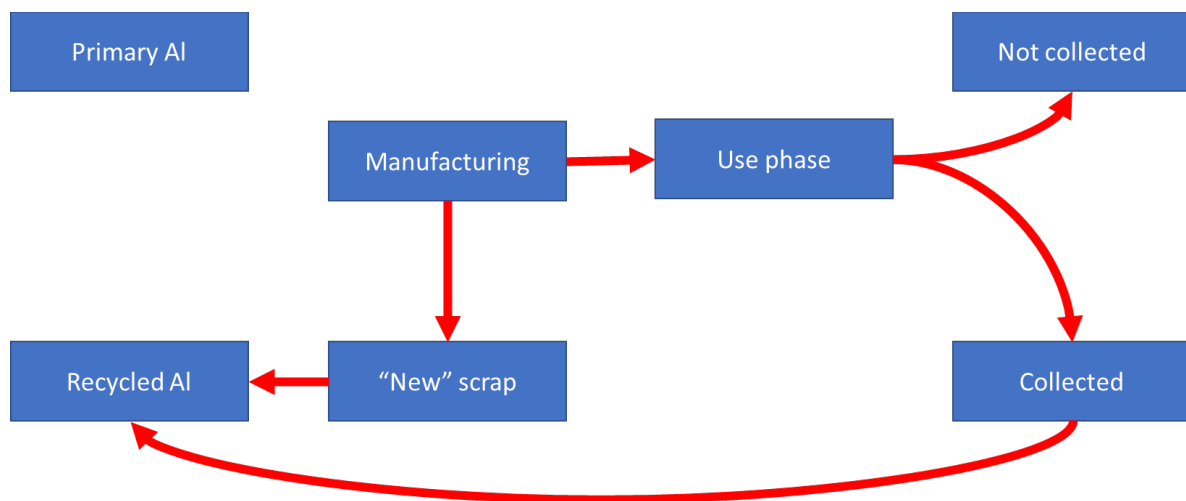 Primary Al
Not collected
Manufacturing
Use phase
Recycled Al
“New” scrap
Collected